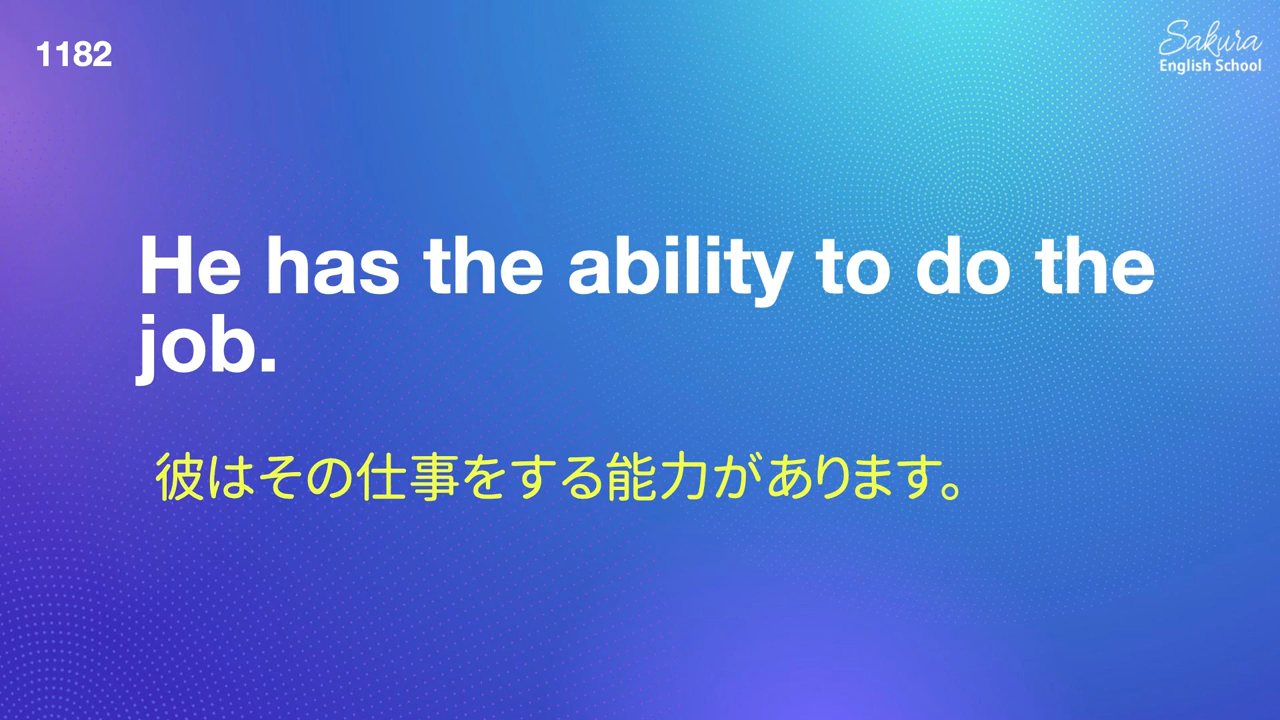 1182
Sakura
English School
He has the ability to do the
job.
彼はその仕事をする能力があります。